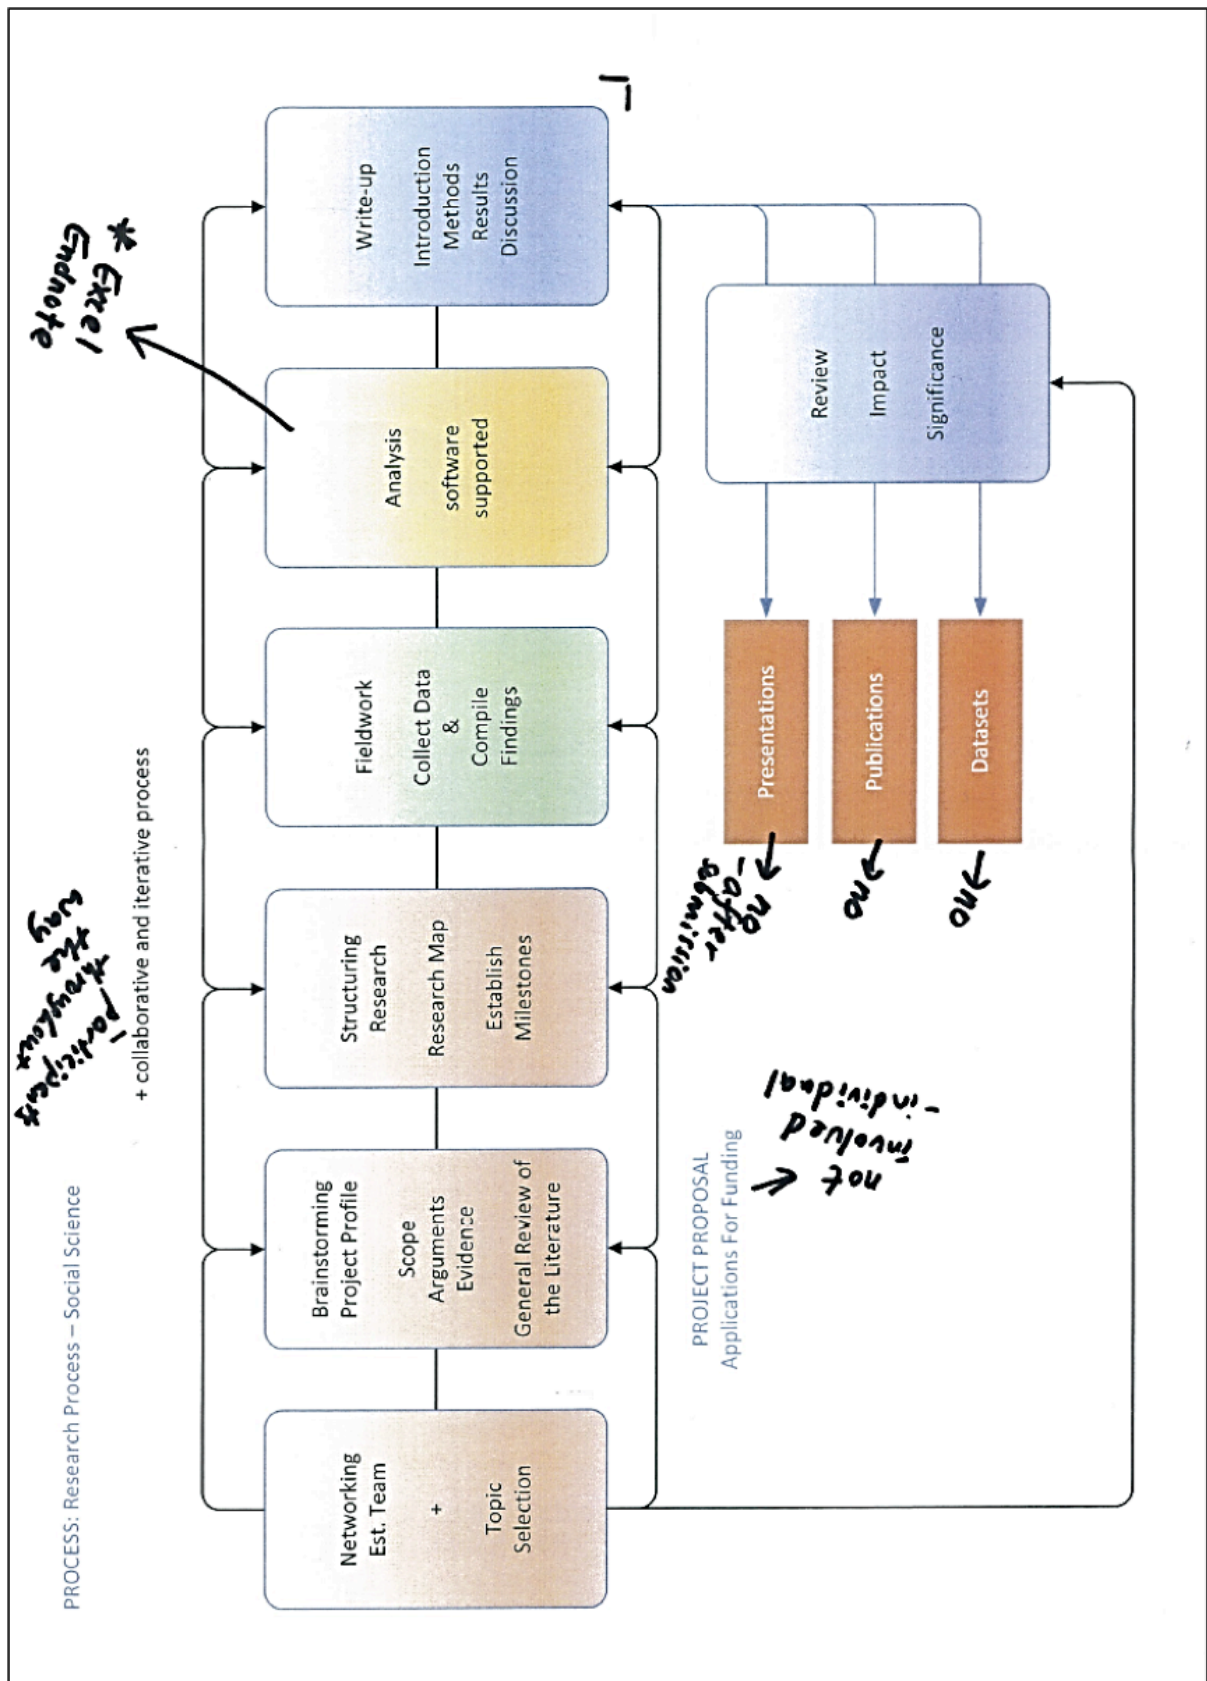 PROCESS: Research Process – Social Science
+ collaborative and iterative process
participens
throughout
the
way
Networking
Est. Team
+
Topic
Selection
Brainstorming
Project Profile
Scope
Arguments
Evidence
General Review of
the Literature
Structuring
Research
Research Map
Establish
Milestones
Fieldwork
Collect Data
&
Compile
Findings
Analysis
software
supported
* Excel
Endnote
Write-up
Introduction
Methods
Results
Discussion
PROJECT PROPOSAL
Applications For Funding
not
involved
- individual
Presentations
→ no
- after
submission
Publications
→ no
Datasets
→ no
Review
Impact
Significance